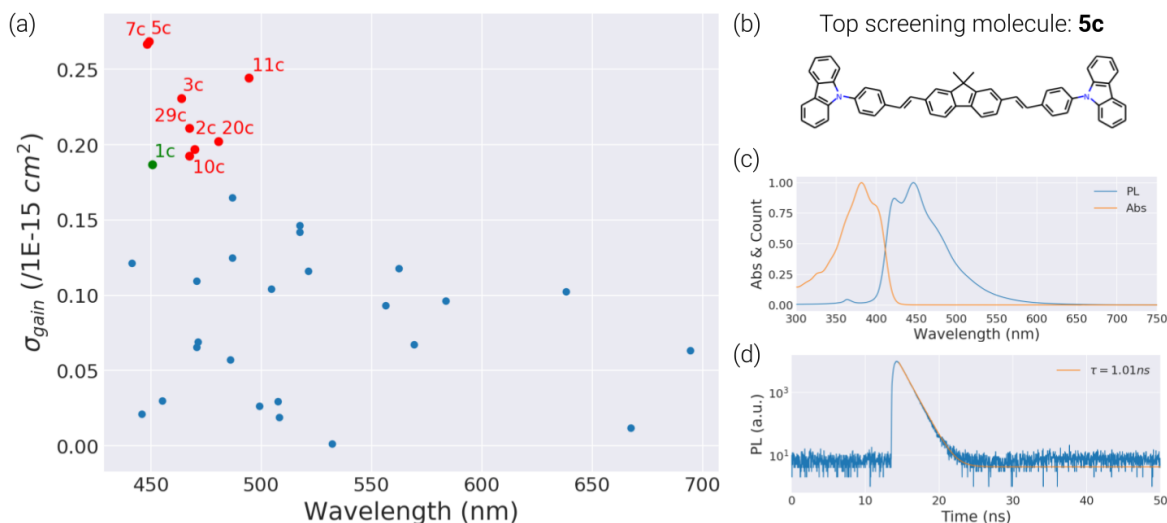 (a)
σgain (/1E-15 cm²)
0.25
0.20
0.15
0.10
0.05
0.00
7c 5c
11c
3c
29c
2c 20c
1c
10c
450 500 550 600 650 700
Wavelength (nm)
(b) Top screening molecule: 5c
N N
(c)
Abs & Count
1.00
0.75
0.50
0.25
0.00
PL
Abs
300 350 400 450 500 550 600 650 700 750
Wavelength (nm)
(d)
PL (a.u.)
10³
10¹
τ = 1.01ns
0 10 20 30 40 50
Time (ns)